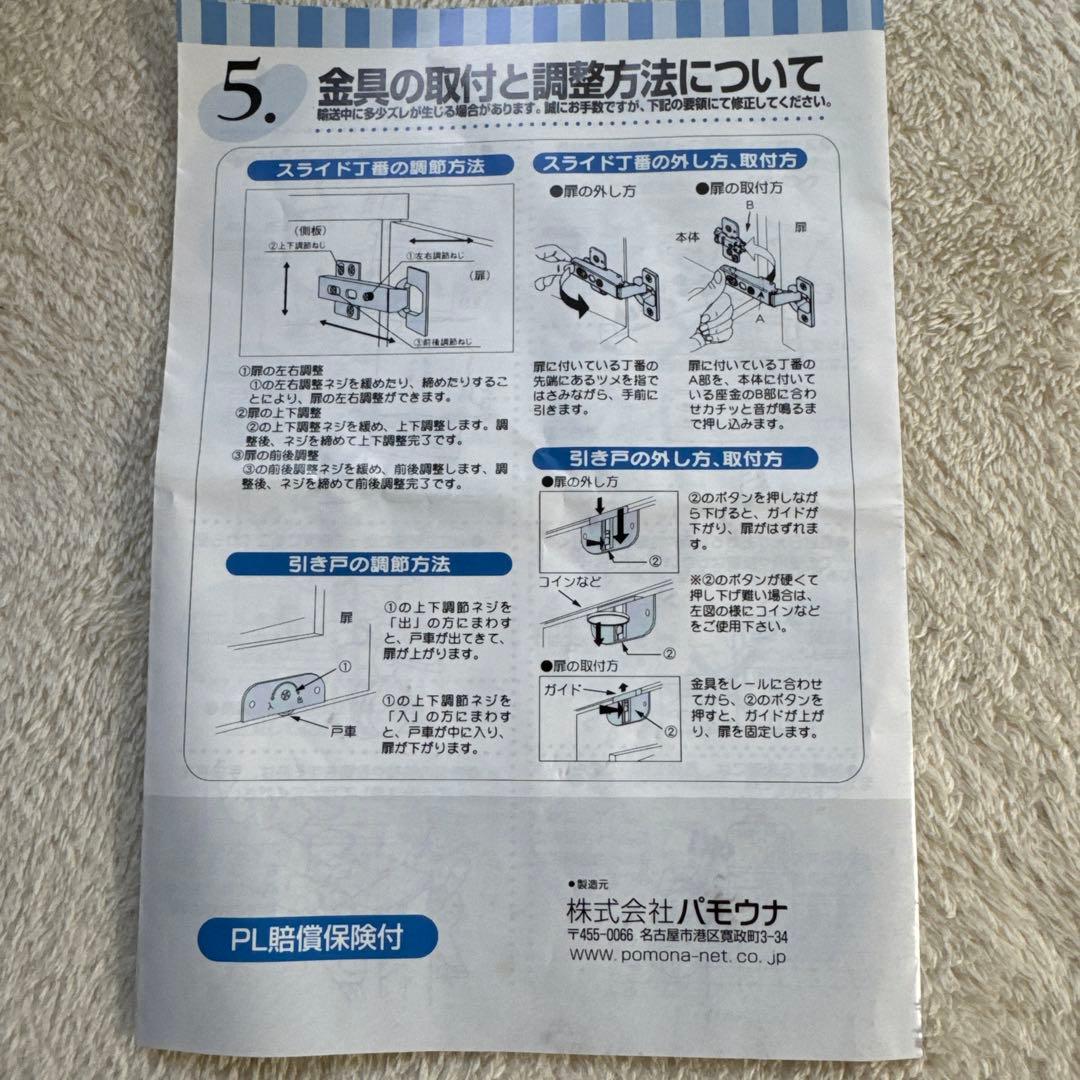 5. 金具の取付と調整方法について
輸送中に多少ズレが生じる場合があります。誠にお手数ですが、下記の要領にて修正してください。
スライド丁番の調節方法
(側板)
②上下調節ねじ
①左右調節ねじ
(扉)
③前後調節ねじ
①扉の左右調整
①の左右調整ネジを緩めたり、締めたりするこ
とにより、扉の左右調整ができます。
②扉の上下調整
②の上下調整ネジを緩め、上下調整します。調
整後、ネジを締めて上下調整完了です。
③扉の前後調整
③の前後調整ネジを緩め、前後調整します、調
整後、ネジを締めて前後調整完了です。
スライド丁番の外し方、取付方
●扉の外し方
●扉の取付方
B
扉
本体
A
A
扉に付いている丁番の
先端にあるツメを指で
はさみながら、手前に
引きます。
扉に付いている丁番の
A部を、本体に付いて
いる座金のB部に合わ
せカチッと音が鳴るま
で押し込みます。
引き戸の調節方法
扉
①
入
出
戸車
①の上下調節ネジを
「出」の方にまわす
と、戸車が出てきて、
扉が上がります。
①の上下調節ネジを
「入」の方にまわす
と、戸車が中に入り、
扉が下がります。
引き戸の外し方、取付方
●扉の外し方
②
②のボタンを押しなが
ら下げると、ガイドが
下がり、扉がはずれま
す。
コインなど
②
※②のボタンが硬くて
押し下げ難い場合は、
左図の様にコインなど
をご使用下さい。
●扉の取付方
ガイド
②
金具をレールに合わせ
てから、②のボタンを
押すと、ガイドが上が
り、扉を固定します。
PL賠償保険付
●製造元
株式会社パモウナ
〒455-0066 名古屋市港区寛政町3-34
www.pomona-net.co.jp